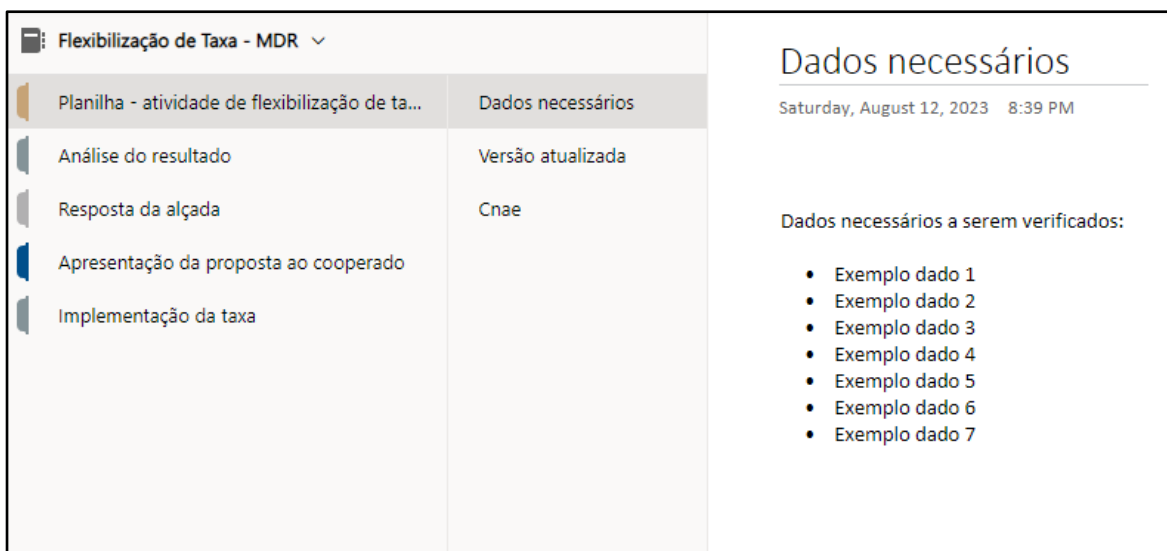 Flexibilização de Taxa - MDR
Planilha - atividade de flexibilização de ta...
Análise do resultado
Resposta da alçada
Apresentação da proposta ao cooperado
Implementação da taxa
Dados necessários
Versão atualizada
Cnae
Dados necessários
Saturday, August 12, 2023 8:39 PM
Dados necessários a serem verificados:
• Exemplo dado 1
• Exemplo dado 2
• Exemplo dado 3
• Exemplo dado 4
• Exemplo dado 5
• Exemplo dado 6
• Exemplo dado 7